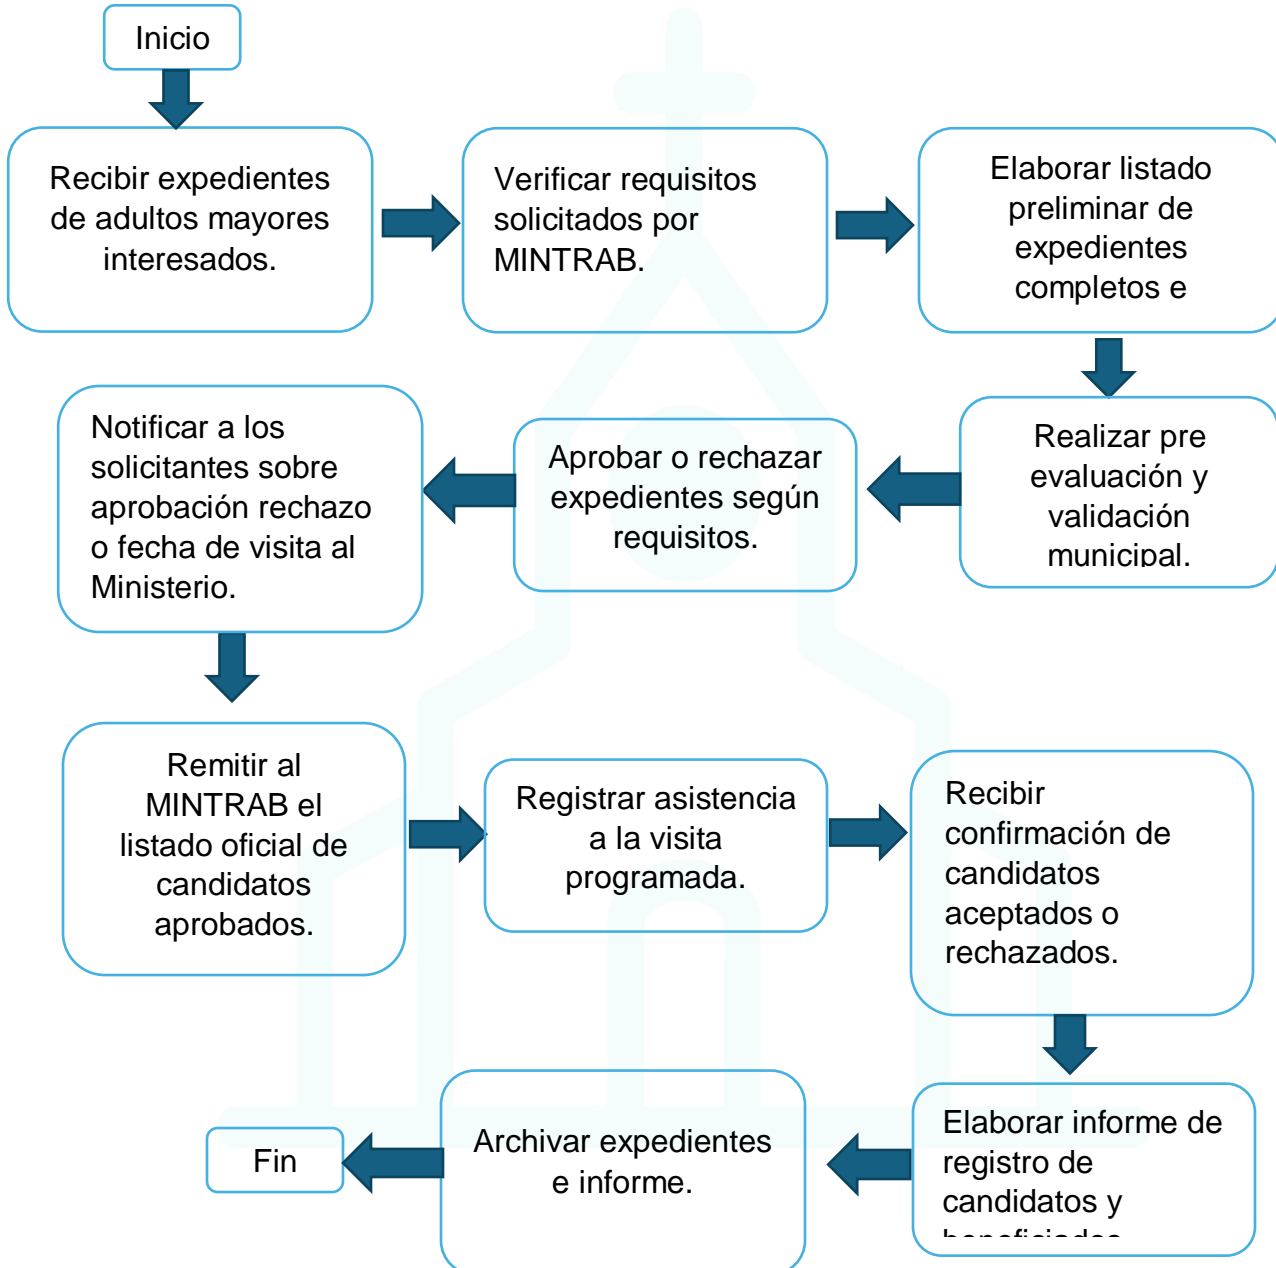 Inicio
Recibir expedientes
de adultos mayores
interesados.
Verificar requisitos
solicitados por
MINTRAB.
Elaborar listado
preliminar de
expedientes
completos e
Realizar pre
evaluación y
validación
municipal.
Aprobar o rechazar
expedientes según
requisitos.
Notificar a los
solicitantes sobre
aprobación rechazo
o fecha de visita al
Ministerio.
Remitir al
MINTRAB el
listado oficial de
candidatos
aprobados.
Registrar asistencia
a la visita
programada.
Recibir
confirmación de
candidatos
aceptados o
rechazados.
Elaborar informe de
registro de
candidatos y
Archivar expedientes
e informe.
Fin